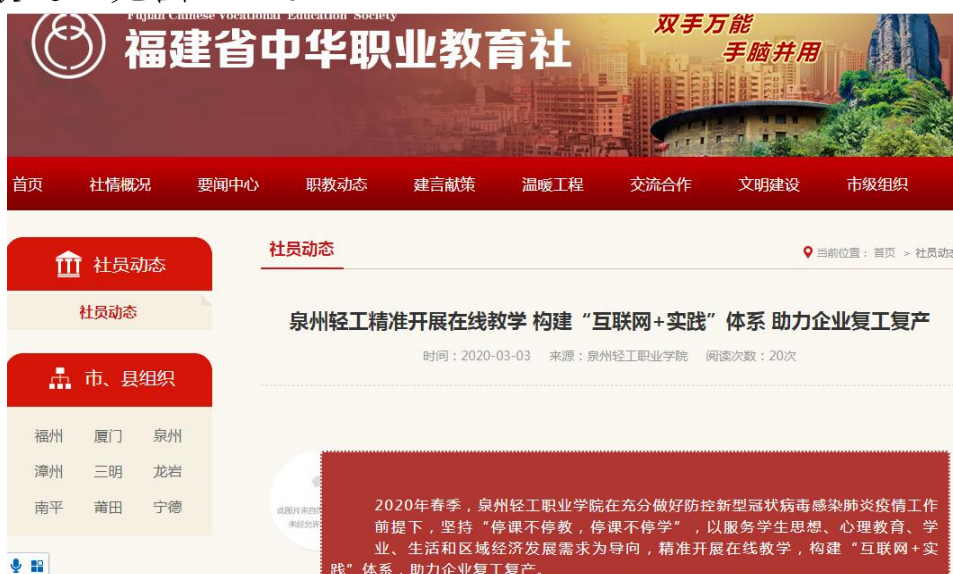 Fujian Chinese Vocational Education Society
福建省中华职业教育社
双手万能
手脑并用
首页 社情概况 要闻中心 职教动态 建言献策 温暖工程 交流合作 文明建设 市级组织
社员动态
社员动态
市、县组织
福州 厦门 泉州
漳州 三明 龙岩
南平 莆田 宁德
社员动态
当前位置：首页 > 社员动态
泉州轻工精准开展在线教学 构建“互联网+实践”体系 助力企业复工复产
时间：2020-03-03 来源：泉州轻工职业学院 阅读次数：20次
2020年春季，泉州轻工职业学院在充分做好防控新型冠状病毒感染肺炎疫情工作
前提下，坚持“停课不停教，停课不停学”，以服务学生思想、心理教育、学
业、生活和区域经济发展需求为导向，精准开展在线教学，构建“互联网+实
践”体系，助力企业复工复产。